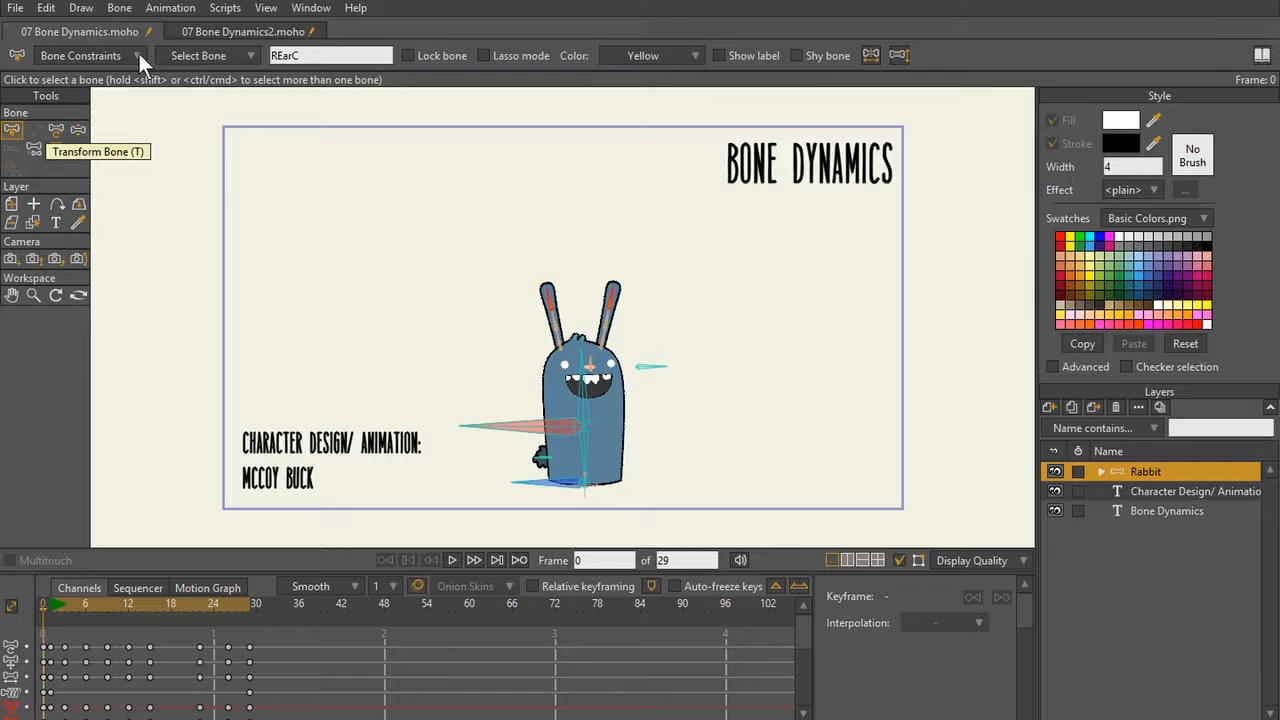 File Edit Draw Bone Animation Scripts View Window Help
07 Bone Dynamics.moho 07 Bone Dynamics2.moho
Bone Constraints Select Bone REarC Lock bone Lasso mode Color: Yellow Show label Shy bone
Click to select a bone (hold <shift> or <ctrl/cmd> to select more than one bone) Frame: 0
Tools Style
Bone
Fill
Stroke
No Brush
Transform Bone (T)
Width 4
Effect <plain> ...
Layer
Swatches Basic Colors.png
Camera
Workspace
Copy Paste Reset
Advanced Checker selection
Layers
Name contains...
Name
Rabbit
Character Design/ Animatio
Bone Dynamics
BONE DYNAMICS
CHARACTER DESIGN/ ANIMATION:
MCCOY BUCK
Multitouch Frame 0 of 29 Display Quality
Channels Sequencer Motion Graph Smooth 1 Onion Skins Relative keyframing Auto-freeze keys
Keyframe: -
Interpolation: -
0 6 12 18 24 30 36 42 48 54 60 66 72 78 84 90 96 102
0 1 2 3 4